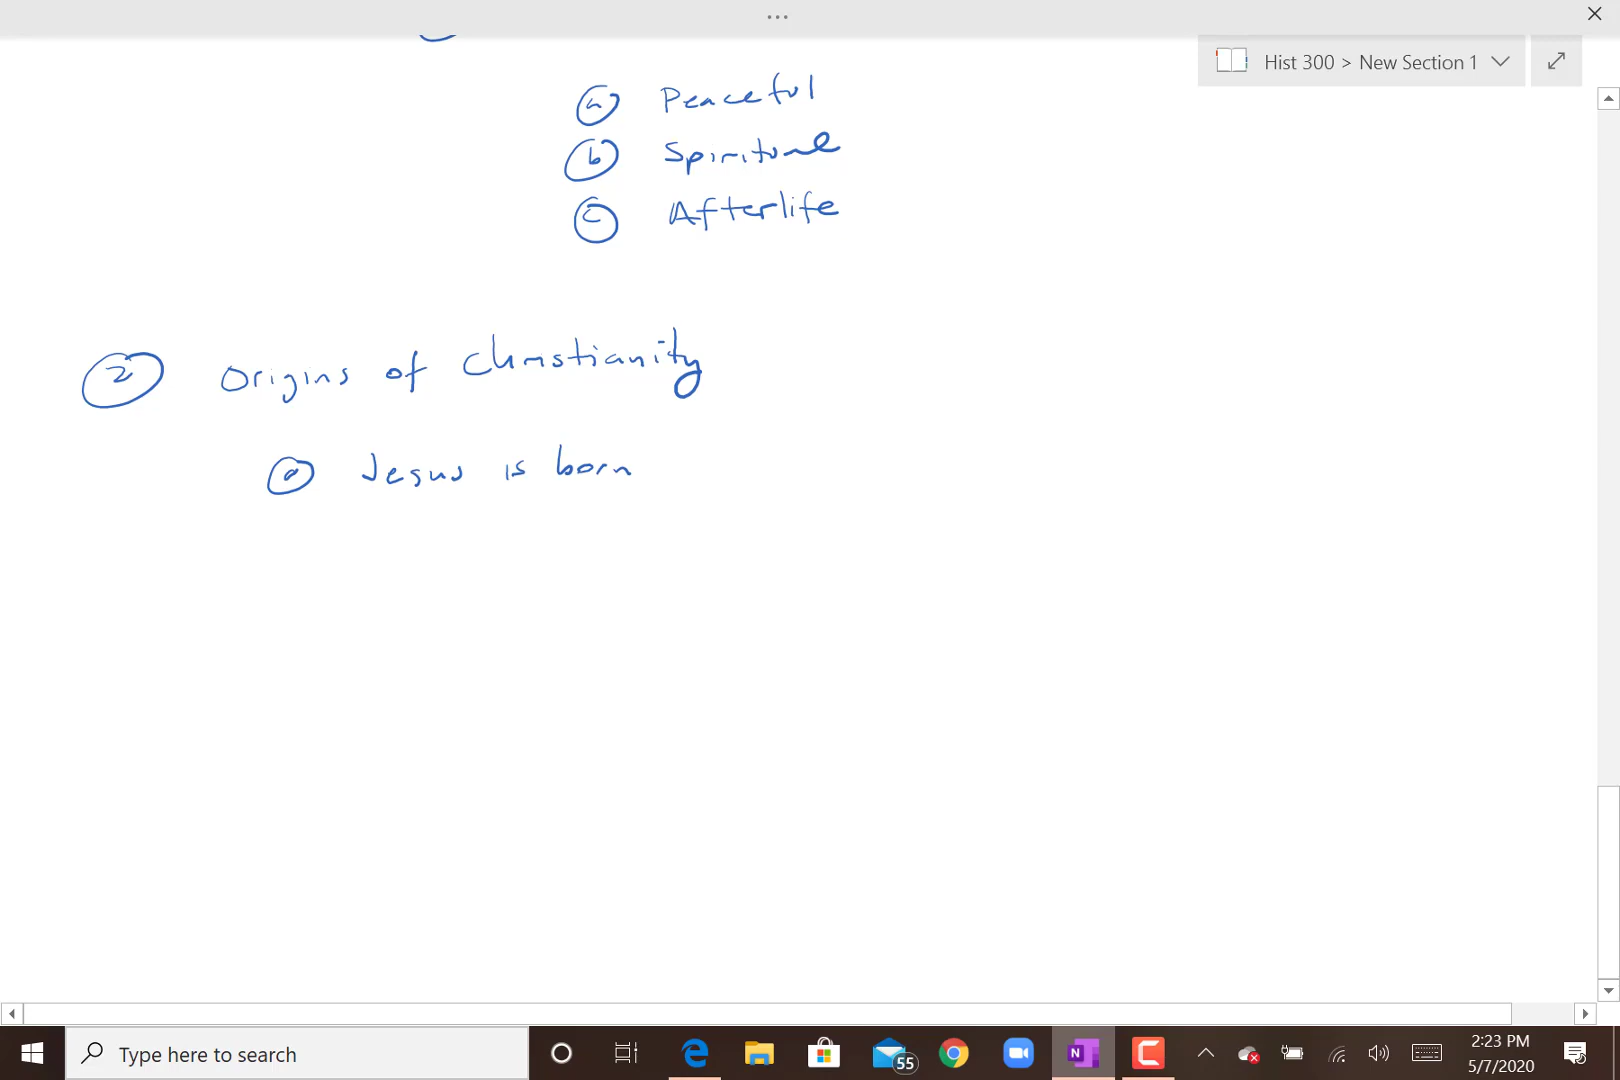 Hist 300 > New Section 1
a Peaceful
b Spiritual
c Afterlife
2 Origins of Christianity
a Jesus is born
Type here to search
55
N
2:23 PM
5/7/2020